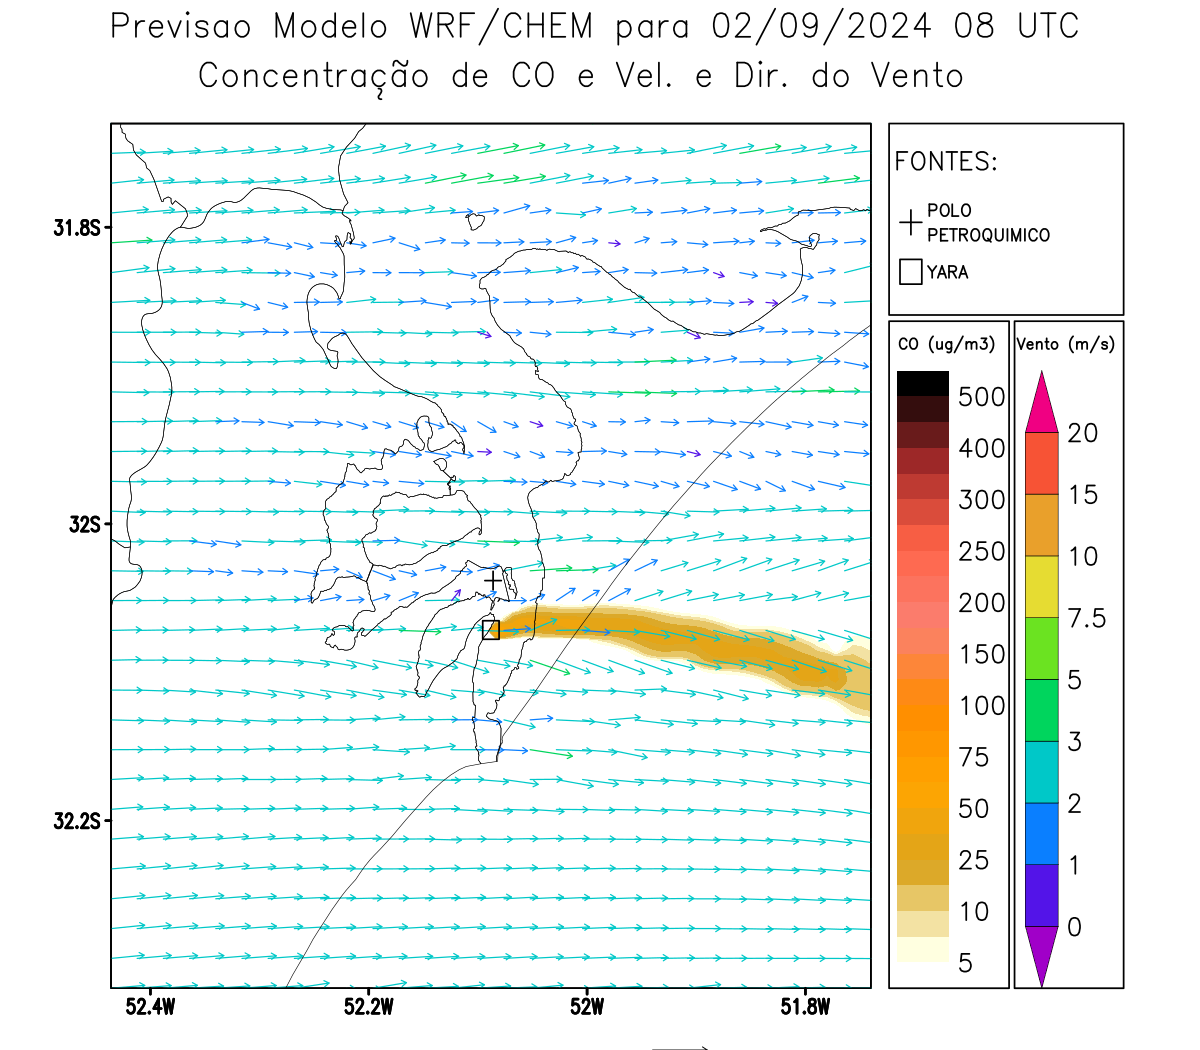 Previsao Modelo WRF/CHEM para 02/09/2024 08 UTC
Concentração de CO e Vel. e Dir. do Vento
FONTES:
POLO
PETROQUIMICO
YARA
CO (ug/m3)
500
400
300
250
200
150
100
75
50
25
10
5
Vento (m/s)
20
15
10
7.5
5
3
2
1
0
31.8S
32S
32.2S
52.4W
52.2W
52W
51.8W